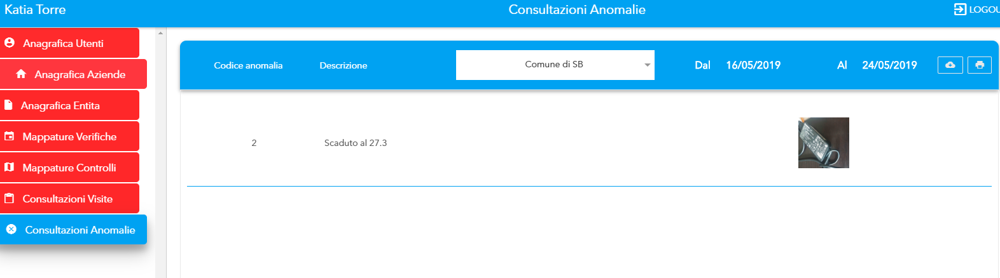 Katia Torre
Consultazioni Anomalie
LOGOU
Anagrafica Utenti
Anagrafica Aziende
Anagrafica Entita
Mappature Verifiche
Mappature Controlli
Consultazioni Visite
Consultazioni Anomalie
Codice anomalia Descrizione Comune di SB Dal 16/05/2019 Al 24/05/2019
2 Scaduto al 27.3